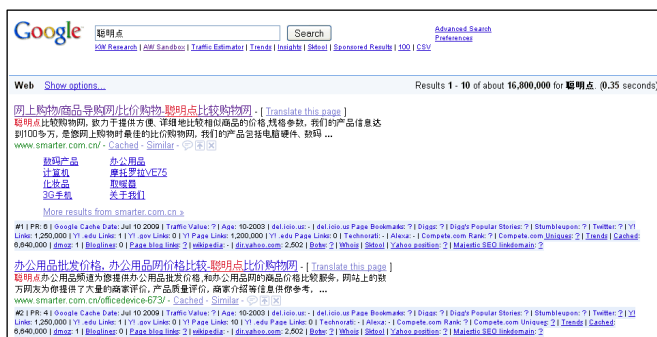 Google
聪明点
Search
Advanced Search
Preferences
KW Research | AW Sandbox | Traffic Estimator | Trends | Insights | Sktool | Sponsored Results | 100 | CSV
Web Show options... Results 1 - 10 of about 16,800,000 for 聪明点. (0.35 seconds)
网上购物/商品导购网/比价购物-聪明点比较购物网 - [ Translate this page ]
聪明点比较购物网, 致力于提供方便、详细地比较相似商品的价格,规格参数, 我们的产品信息达
到100多万, 是您网上购物时最佳的比价购物网, 我们的产品包括电脑硬件、数码 ...
www.smarter.com.cn/ - Cached - Similar -
数码产品 办公用品
计算机 摩托罗拉VE75
化妆品 取暖器
3G手机 关于我们
More results from smarter.com.cn »
#1 | PR: 6 | Google Cache Date: Jul 10 2009 | Traffic Value: ? | Age: 10-2003 | del.icio.us: - | del.icio.us Page Bookmarks: ? | Diggs: ? | Digg's Popular Stories: ? | Stumbleupon: ? | Twitter: ? | Y!
Links: 1,250,000 | Y! .edu Links: 1 | Y! .gov Links: 0 | Y! Page Links: 1,200,000 | Y! .edu Page Links: 0 | Technorati: - | Alexa: - | Compete.com Rank: ? | Compete.com Uniques: ? | Trends | Cached:
6,640,000 | dmoz: 1 | Bloglines: 0 | Page blog links: ? | wikipedia: - | dir.yahoo.com: 2,502 | Botw: ? | Whois | Sktool | Yahoo position: ? | Majestic SEO linkdomain: ?
办公用品批发价格, 办公用品网价格比较-聪明点比价购物网 - [ Translate this page ]
聪明点办公用品频道为您提供办公用品批发价格,和办公用品网的商品价格比较服务, 网站上的数
万网友为你提供了大量的商家评价, 产品质量评价, 商家介绍等信息供你参考, ...
www.smarter.com.cn/officedevice-673/ - Cached - Similar -
#2 | PR: 4 | Google Cache Date: Jul 10 2009 | Traffic Value: ? | Age: 10-2003 | del.icio.us: - | del.icio.us Page Bookmarks: ? | Diggs: ? | Digg's Popular Stories: ? | Stumbleupon: ? | Twitter: ? | Y!
Links: 1,250,000 | Y! .edu Links: 1 | Y! .gov Links: 0 | Y! Page Links: 10 | Y! .edu Page Links: 0 | Technorati: - | Alexa: - | Compete.com Rank: ? | Compete.com Uniques: ? | Trends | Cached:
6,640,000 | dmoz: 1 | Bloglines: 0 | Page blog links: ? | wikipedia: - | dir.yahoo.com: 2,502 | Botw: ? | Whois | Sktool | Yahoo position: ? | Majestic SEO linkdomain: ?